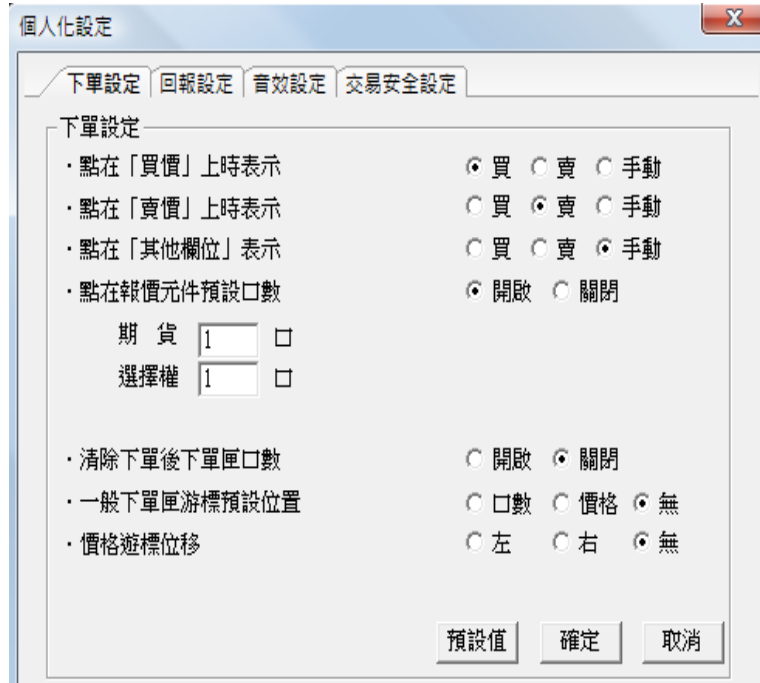 個人化設定
下單設定 回報設定 音效設定 交易安全設定
下單設定
・點在「買價」上時表示 買 賣 手動
・點在「賣價」上時表示 買 賣 手動
・點在「其他欄位」表示 買 賣 手動
・點在報價元件預設口數 開啟 關閉
期 貨 1 口
選擇權 1 口
・清除下單後下單匣口數 開啟 關閉
・一般下單匣游標預設位置 口數 價格 無
・價格遊標位移 左 右 無
預設值 確定 取消